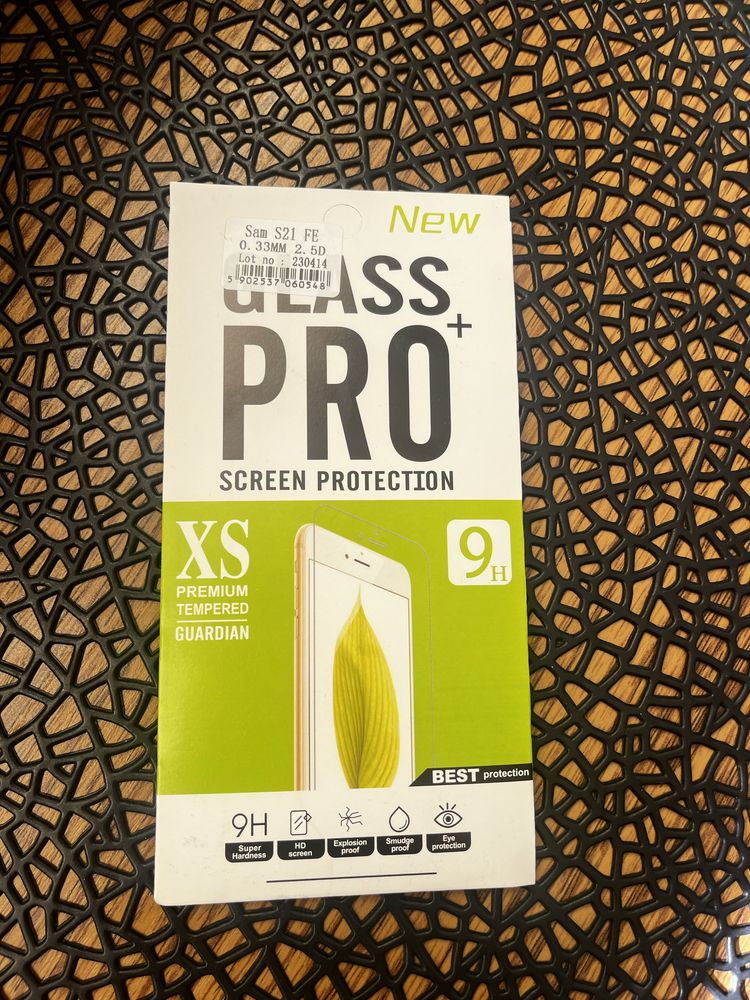 New
Sam S21 FE
0.33MM 2.5D
Lot no : 230414
5 902537 060548
GLASS
PRO+
SCREEN PROTECTION
XS
PREMIUM
TEMPERED
GUARDIAN
9H
BEST protection
9H
Super
Hardness
HD
screen
Explosion
proof
Smudge
proof
Eye
protection